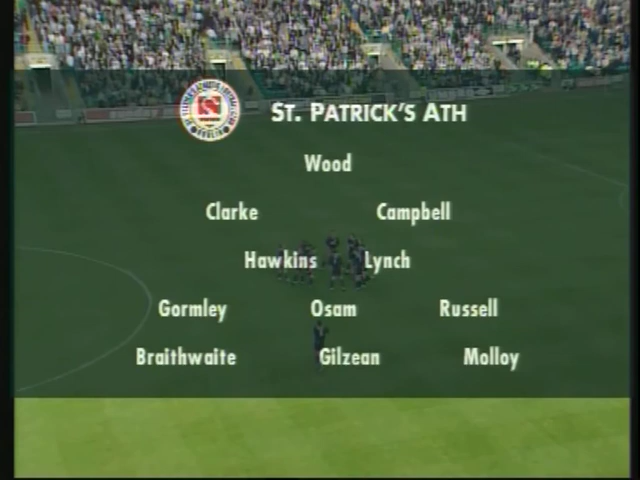 St. Patrick's Ath
Wood
Clarke Campbell
Hawkins Lynch
Gormley Osam Russell
Braithwaite Gilzean Molloy